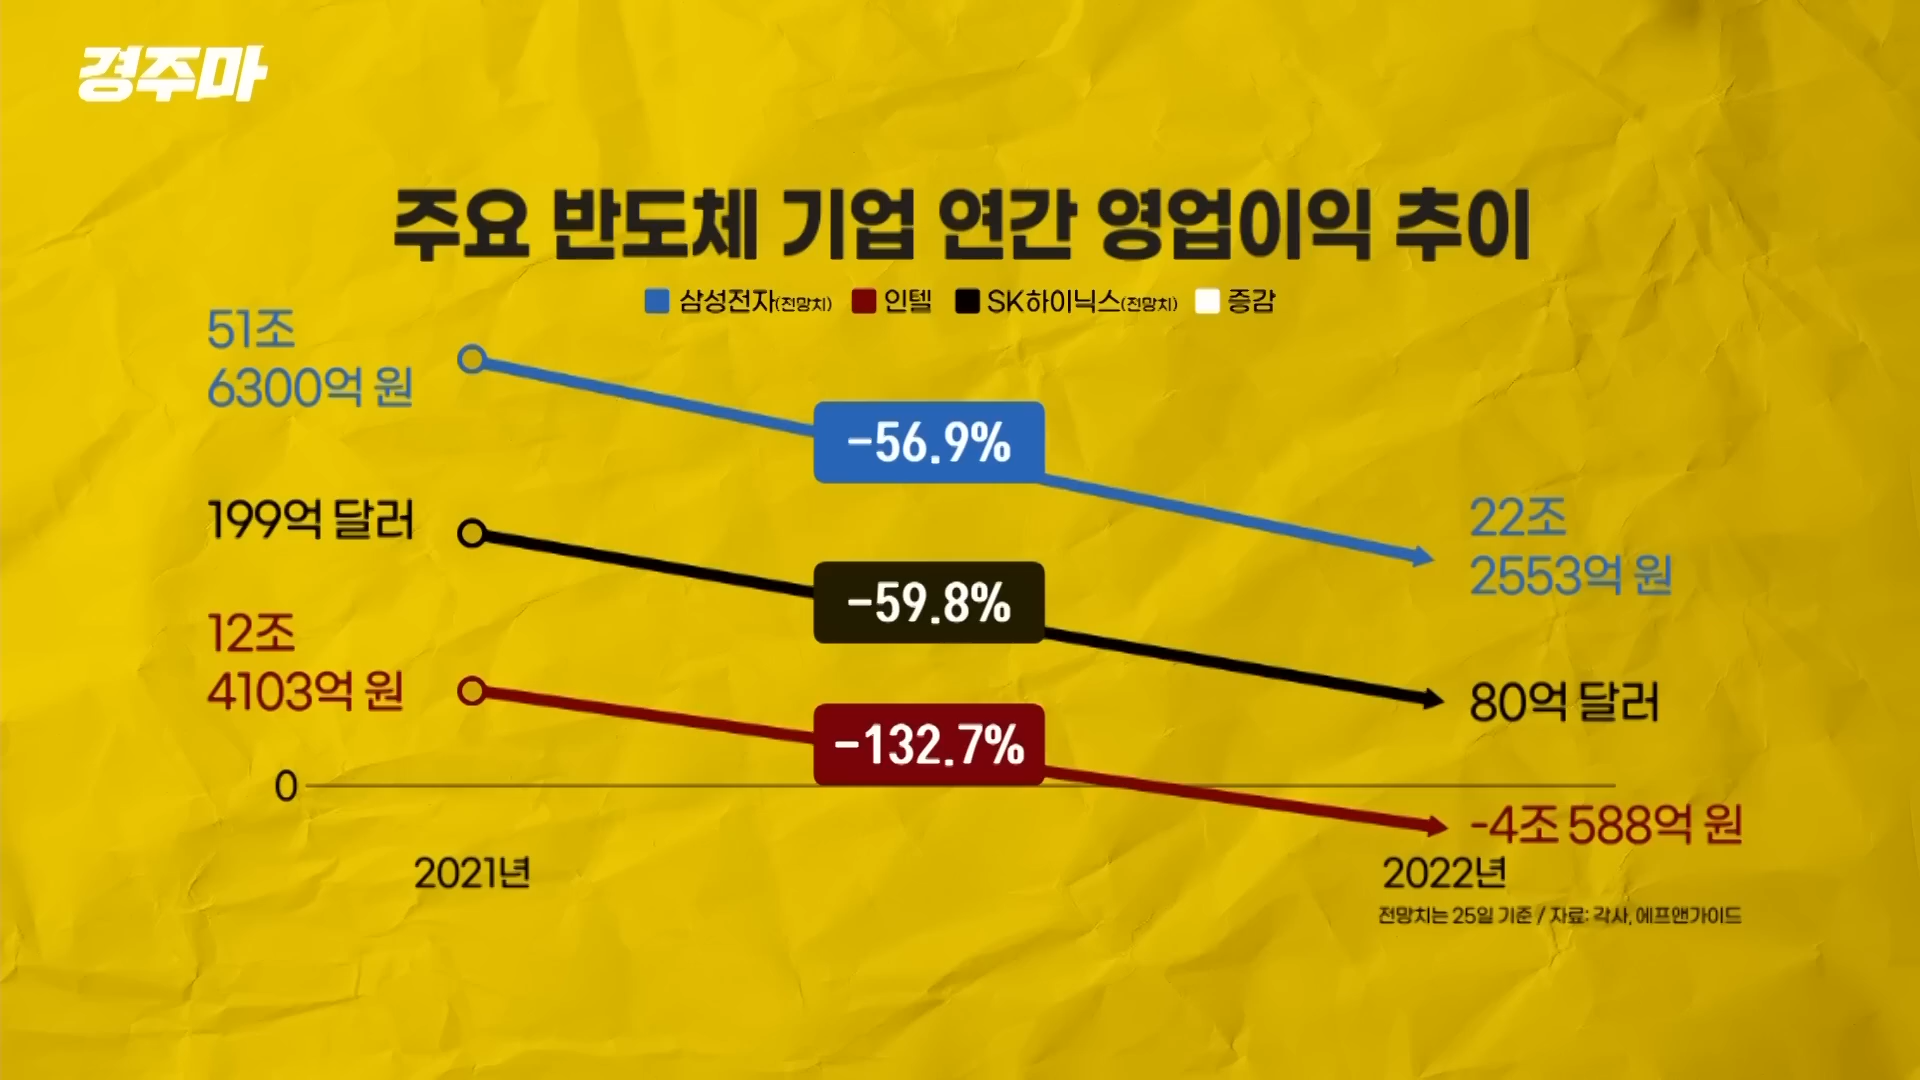 경주마
주요 반도체 기업 연간 영업이익 추이
삼성전자(전망치) 인텔 SK하이닉스(전망치) 증감
51조
6300억 원
-56.9%
22조
2553억 원
199억 달러
-59.8%
80억 달러
12조
4103억 원
-132.7%
-4조 588억 원
0
2021년
2022년
전망치는 25일 기준 / 자료: 각사, 에프앤가이드